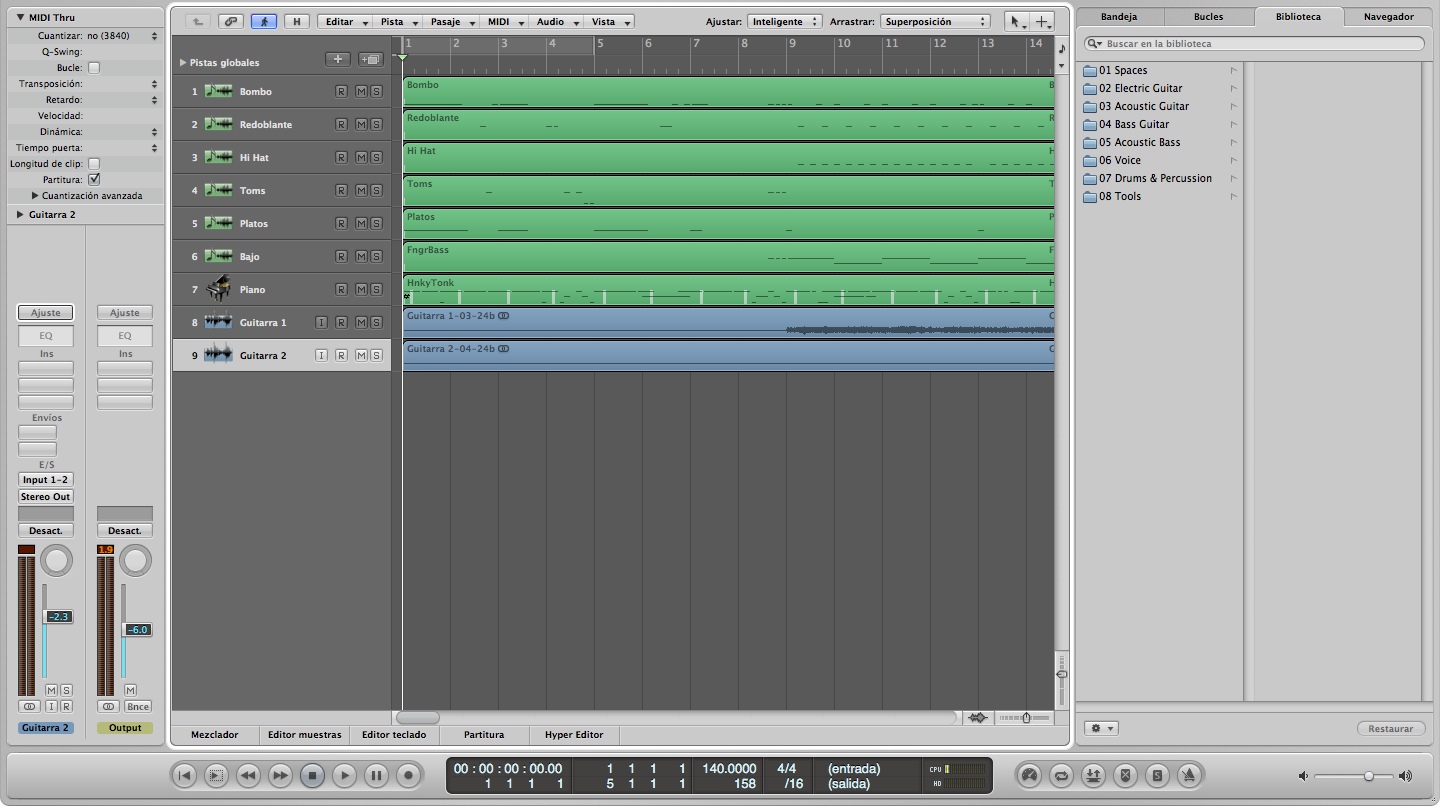 MIDI Thru
Cuantizar: no (3840)
Q-Swing:
Bucle:
Transposición:
Retardo:
Velocidad:
Dinámica:
Tiempo puerta:
Longitud de clip:
Partitura:
Cuantización avanzada
Guitarra 2
Ajuste Ajuste
EQ EQ
Ins Ins
Envíos
E/S
Input 1-2
Stereo Out
Desact. Desact.
1.9
-2.3
-6.0
M S M
I R Bnce
Guitarra 2 Output
H Editar Pista Pasaje MIDI Audio Vista Ajustar: Inteligente Arrastrar: Superposición
1 2 3 4 5 6 7 8 9 10 11 12 13 14
Pistas globales
1 Bombo R M S Bombo B
2 Redoblante R M S Redoblante R
3 Hi Hat R M S Hi Hat H
4 Toms R M S Toms T
5 Platos R M S Platos P
6 Bajo R M S FngrBass F
7 Piano R M S HnkyTonk H
8 Guitarra 1 I R M S Guitarra 1-03-24b G
9 Guitarra 2 I R M S Guitarra 2-04-24b G
Mezclador Editor muestras Editor teclado Partitura Hyper Editor
Bandeja Bucles Biblioteca Navegador
Buscar en la biblioteca
01 Spaces
02 Electric Guitar
03 Acoustic Guitar
04 Bass Guitar
05 Acoustic Bass
06 Voice
07 Drums & Percussion
08 Tools
Restaurar
00 : 00 : 00 : 00.00 1 1 1 1 140.0000 4/4 (entrada) CPU
1 1 1 1 5 1 1 1 158 /16 (salida) HD
S